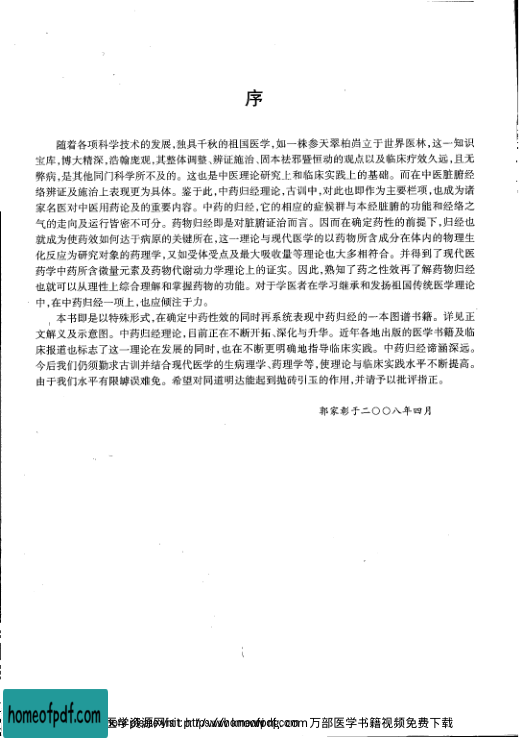 序
随着各项科学技术的发展,独具千秋的祖国医学,如一株参天翠柏岿立于世界医林,这一知识
宝库,博大精深,浩翰庞观,其整体调整、辨证施治、固本祛邪暨恒动的观点以及临床疗效久远,且无
弊病,是其他同门科学所不及的。这也是中医理论研究上和临床实践上的基础。而在中医脏腑经
络辨证及施治上表现更为具体。鉴于此,中药归经理论,古训中,对此也即作为主要栏项,也成为诸
家名医对中医用药论及的重要内容。中药的归经,它的相应的症候群与本经脏腑的功能和经络之
气的走向及运行皆密不可分。药物归经即是对脏腑证治而言。因而在确定药性的前提下,归经也
就成为使药效如何达于病原的关键所在,这一理论与现代医学的以药物所含成分在体内的物理生
化反应为研究对象的药理学,又如受体受点及最大吸收量等理论也大多相符合。并得到了现代医
药学中药所含微量元素及药物代谢动力学理论上的证实。因此,熟知了药之性效再了解药物归经
也就可以从理性上综合理解和掌握药物的功能。对于学医者在学习继承和发扬祖国传统医学理论
中,在中药归经一项上,也应倾注于力。
本书即是以特殊形式,在确定中药性效的同时再系统表现中药归经的一本图谱书籍。详见正
文解义及示意图。中药归经理论,目前正在不断开拓、深化与升华。近年各地出版的医学书籍及临
床报道也标志了这一理论在发展的同时,也在不断更明确地指导临床实践。中药归经谛涵深远。
今后我们仍须勤求古训并结合现代医学的生病理学、药理学等,使理论与临床实践水平不断提高。
由于我们水平有限罅误难免。希望对同道明达能起到抛砖引玉的作用,并请予以批评指正。
郭家彰于二〇〇八年四月
homeofpdf.com
万部医学书籍视频免费下载